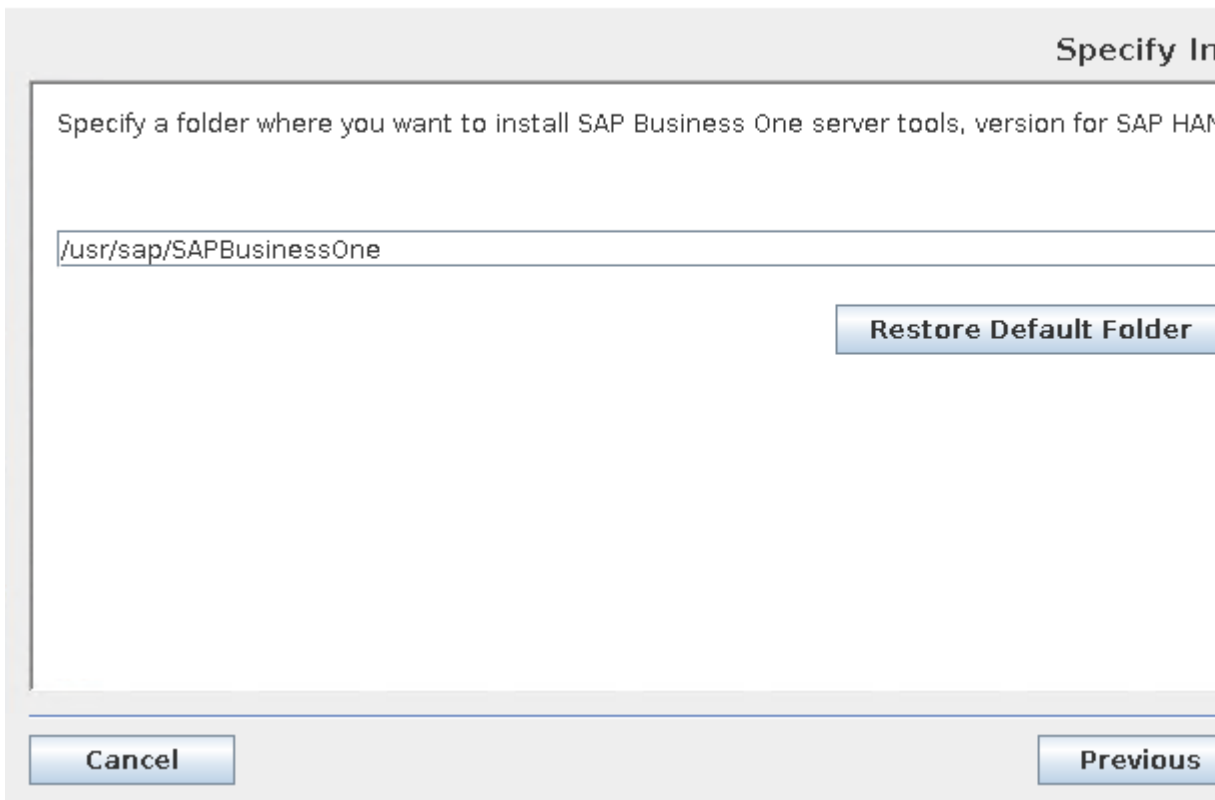 Specify In
Specify a folder where you want to install SAP Business One server tools, version for SAP HAN
/usr/sap/SAPBusinessOne
Restore Default Folder
Cancel
Previous